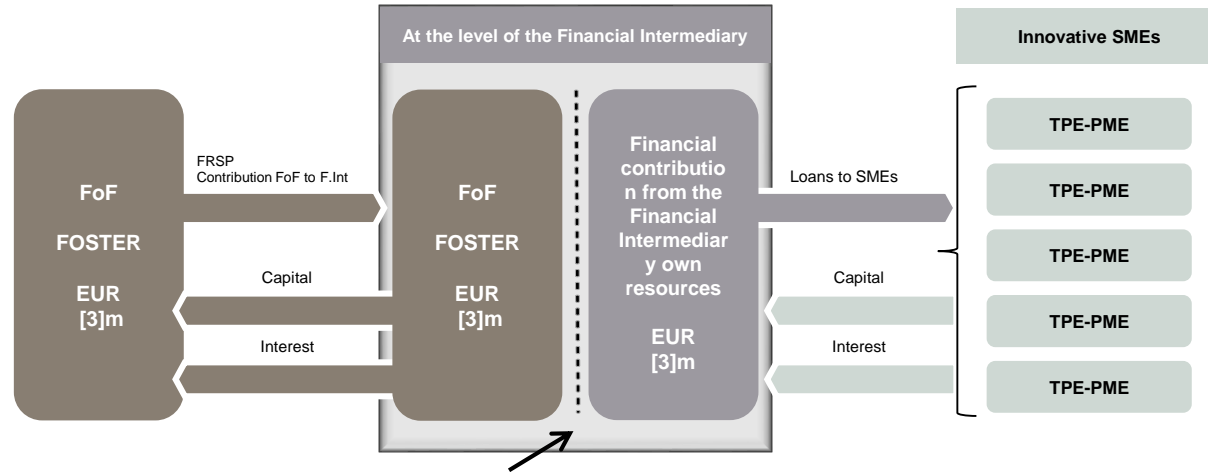 At the level of the Financial Intermediary
Innovative SMEs
FoF
FOSTER
EUR
[3]m
FRSP
Contribution FoF to F.Int
Capital
Interest
FoF
FOSTER
EUR
[3]m
Financial
contributio
n from the
Financial
Intermediar
y own
resources
EUR
[3]m
Loans to SMEs
Capital
Interest
TPE-PME
TPE-PME
TPE-PME
TPE-PME
TPE-PME